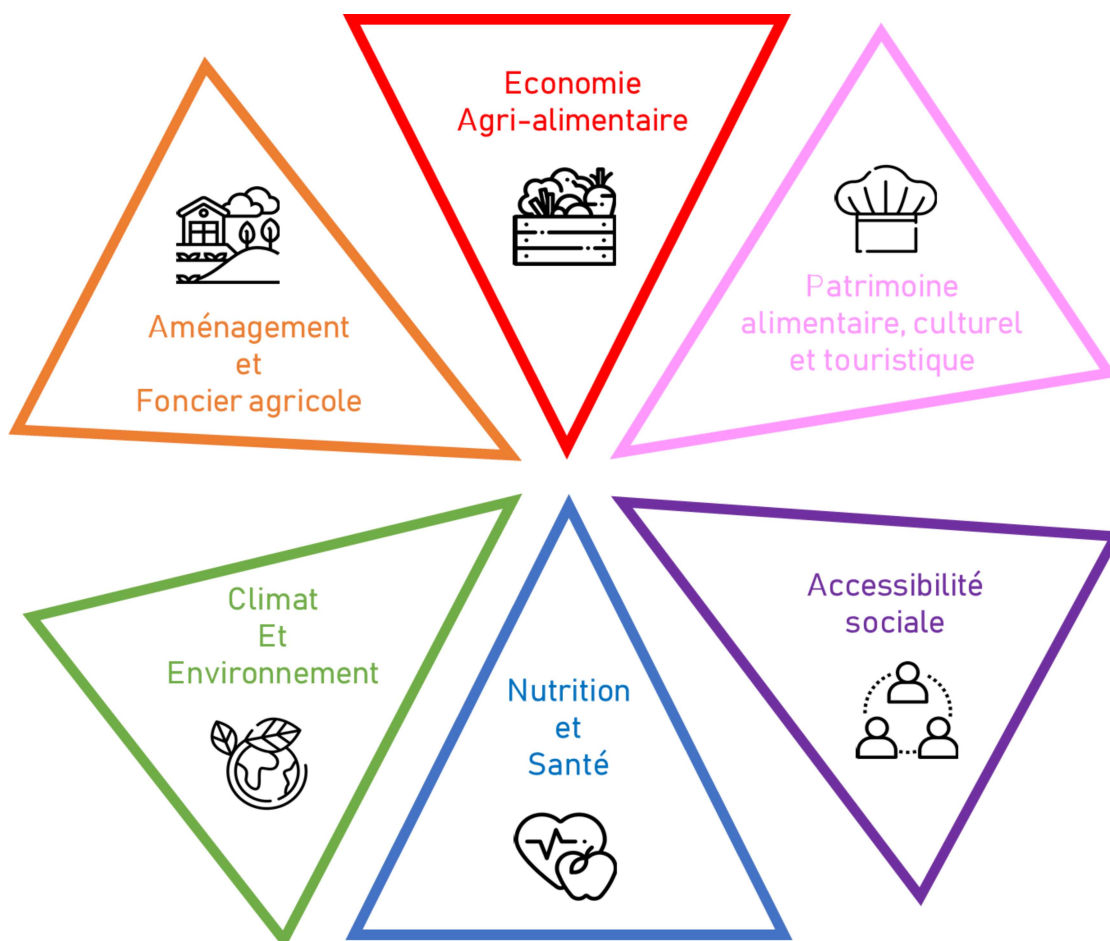 Economie
Agri-alimentaire
Aménagement
et
Foncier agricole
Patrimoine
alimentaire, culturel
et touristique
Climat
Et
Environnement
Nutrition
et
Santé
Accessibilité
sociale